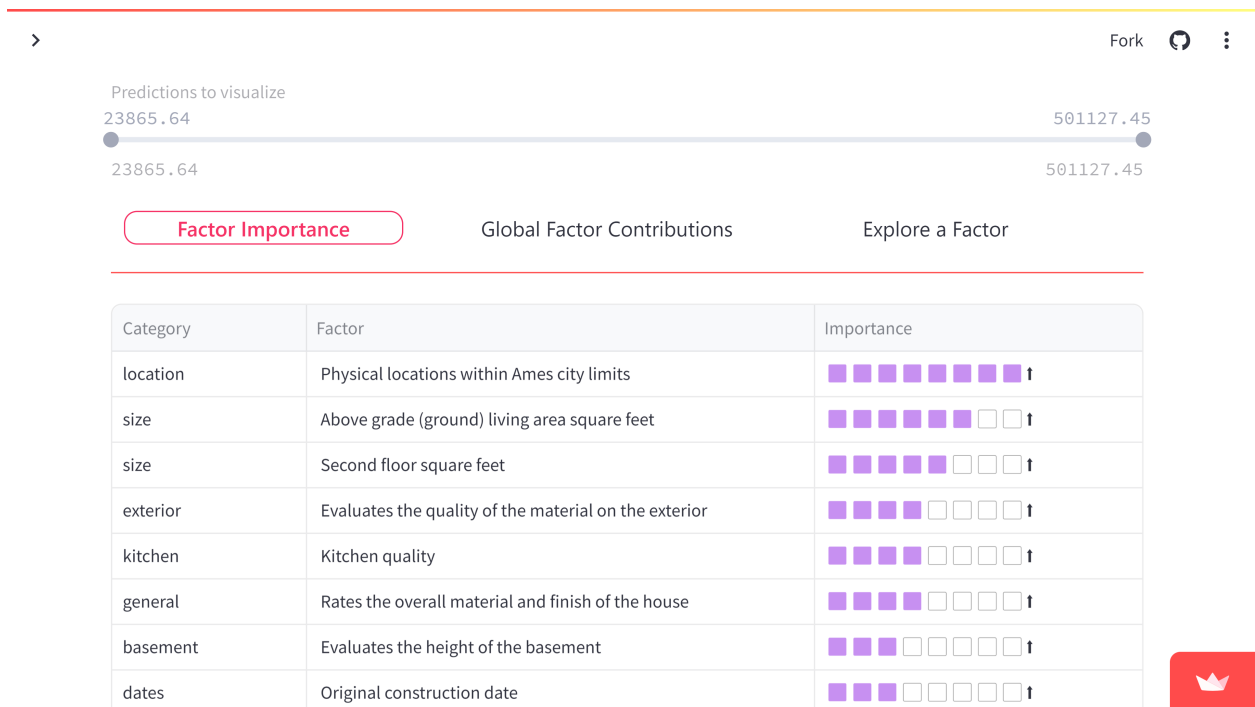 Fork
Predictions to visualize
23865.64 501127.45
23865.64 501127.45
Factor Importance Global Factor Contributions Explore a Factor
Category Factor Importance
location Physical locations within Ames city limits
size Above grade (ground) living area square feet
size Second floor square feet
exterior Evaluates the quality of the material on the exterior
kitchen Kitchen quality
general Rates the overall material and finish of the house
basement Evaluates the height of the basement
dates Original construction date